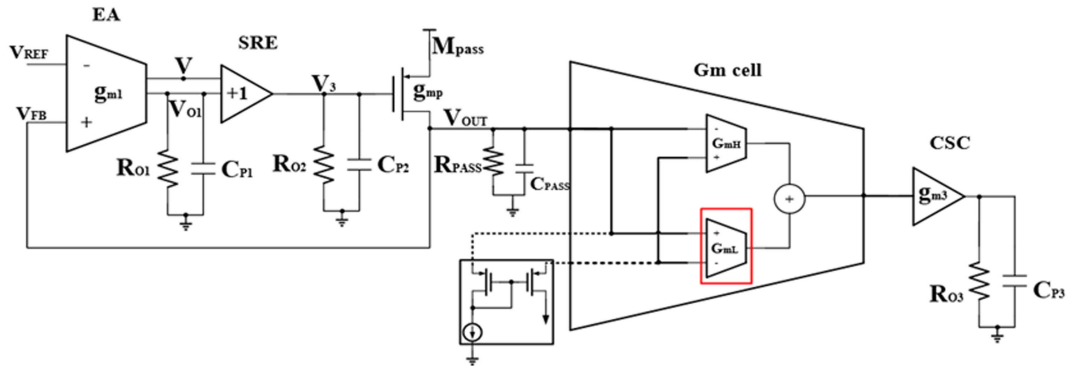 EA
SRE
VREF
-
V
gm1
VFB
+
VO1
+1
V3
Mpass
gmp
VOUT
Gm cell
CSC
RO1
CP1
RO2
CP2
RPASS
CPASS
-
GmH
+
+
+
GmL
-
gm3
RO3
CP3